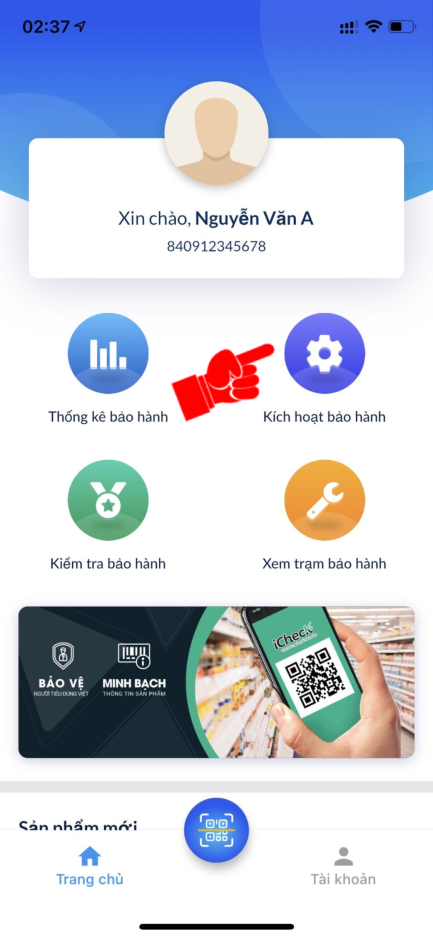 02:37
Xin chào, Nguyễn Văn A
840912345678
Thống kê bảo hành
Kích hoạt bảo hành
Kiểm tra bảo hành
Xem trạm bảo hành
iCheck
BẢO VỆ
NGƯỜI TIÊU DÙNG VIỆT
MINH BẠCH
THÔNG TIN SẢN PHẨM
Sản phẩm mới
Trang chủ
Tài khoản